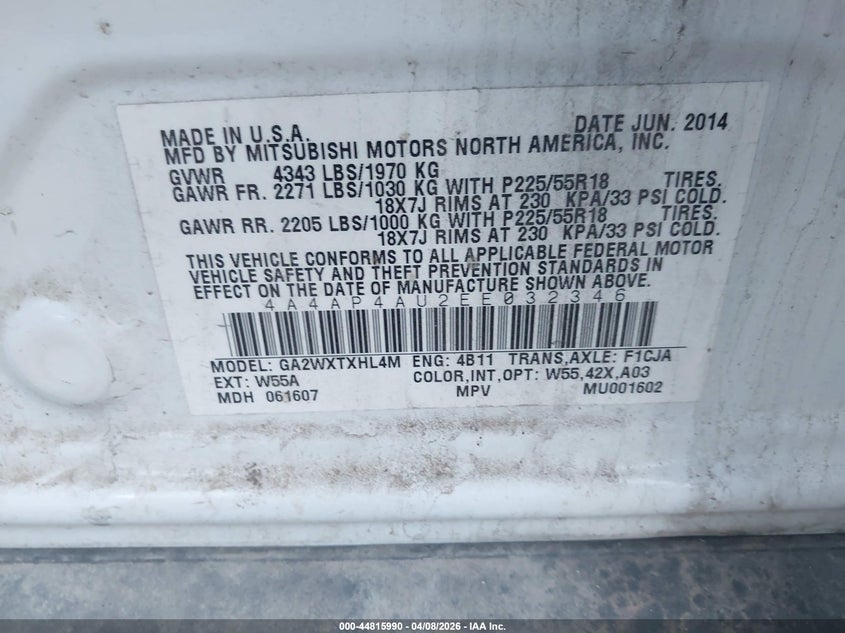 MADE IN U.S.A. DATE JUN. 2014
MFD BY MITSUBISHI MOTORS NORTH AMERICA, INC.
GVWR 4343 LBS/1970 KG
GAWR FR. 2271 LBS/1030 KG WITH P225/55R18 TIRES,
18X7J RIMS AT 230 KPA/33 PSI COLD.
GAWR RR. 2205 LBS/1000 KG WITH P225/55R18 TIRES.
18X7J RIMS AT 230 KPA/33 PSI COLD.
THIS VEHICLE CONFORMS TO ALL APPLICABLE FEDERAL MOTOR
VEHICLE SAFETY AND THEFT PREVENTION STANDARDS IN
EFFECT ON THE DATE OF MANUFACTURE SHOWN ABOVE.
4A4AP4AU2EE032346
MODEL: GA2WXTXHL4M ENG: 4B11 TRANS,AXLE: F1CJA
EXT: W55A COLOR,INT,OPT: W55,42X,A03
MDH 061607 MPV MU001602
000-44815990 - 04/08/2026 - IAA Inc.